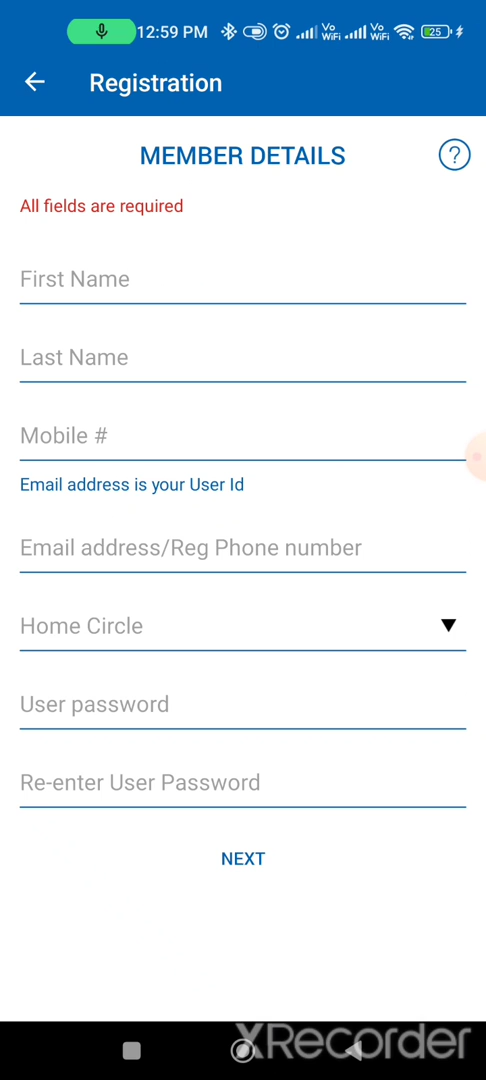 12:59 PM Vo WiFi Vo WiFi 25
Registration
MEMBER DETAILS
?
All fields are required
First Name
Last Name
Mobile #
Email address is your User Id
Email address/Reg Phone number
Home Circle
User password
Re-enter User Password
NEXT
XRecorder